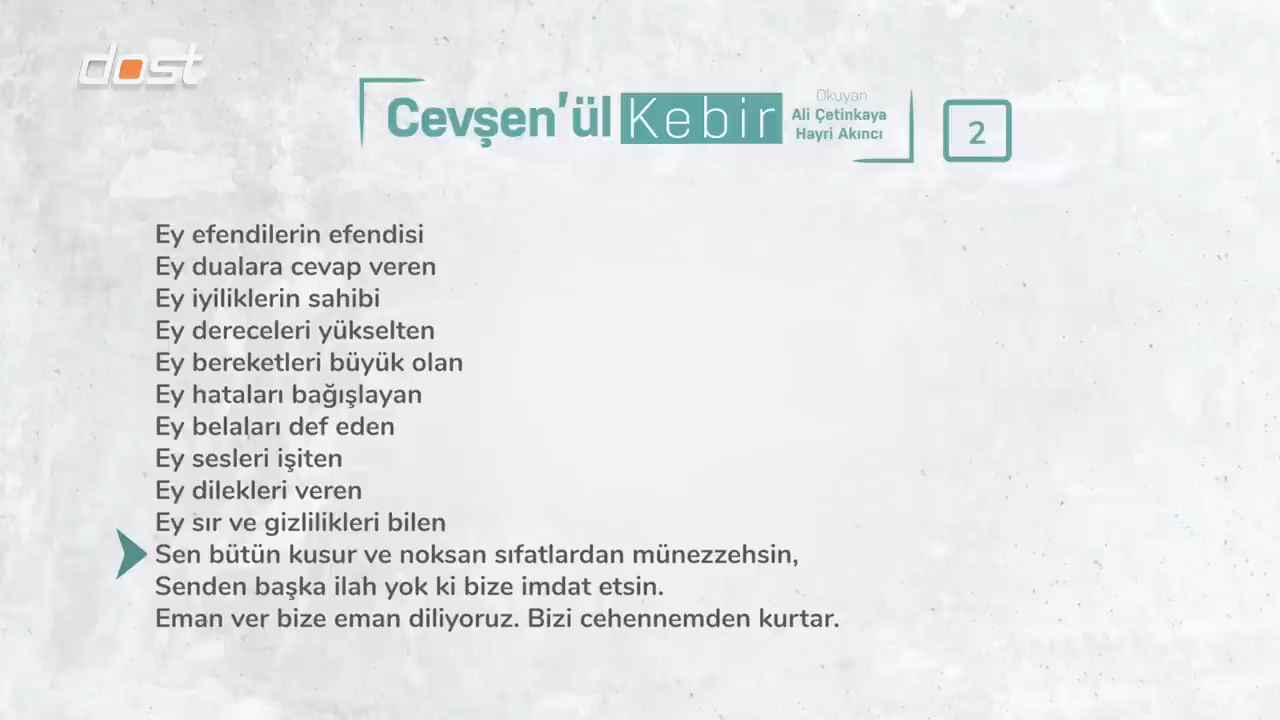 dost
Cevşen'ül Kebir
Okuyan
Ali Çetinkaya
Hayri Akıncı
2
Ey efendilerin efendisi
Ey dualara cevap veren
Ey iyiliklerin sahibi
Ey dereceleri yükselten
Ey bereketleri büyük olan
Ey hataları bağışlayan
Ey belaları def eden
Ey sesleri işiten
Ey dilekleri veren
Ey sır ve gizlilikleri bilen
Sen bütün kusur ve noksan sıfatlardan münezzehsin,
Senden başka ilah yok ki bize imdat etsin.
Eman ver bize eman diliyoruz. Bizi cehennemden kurtar.